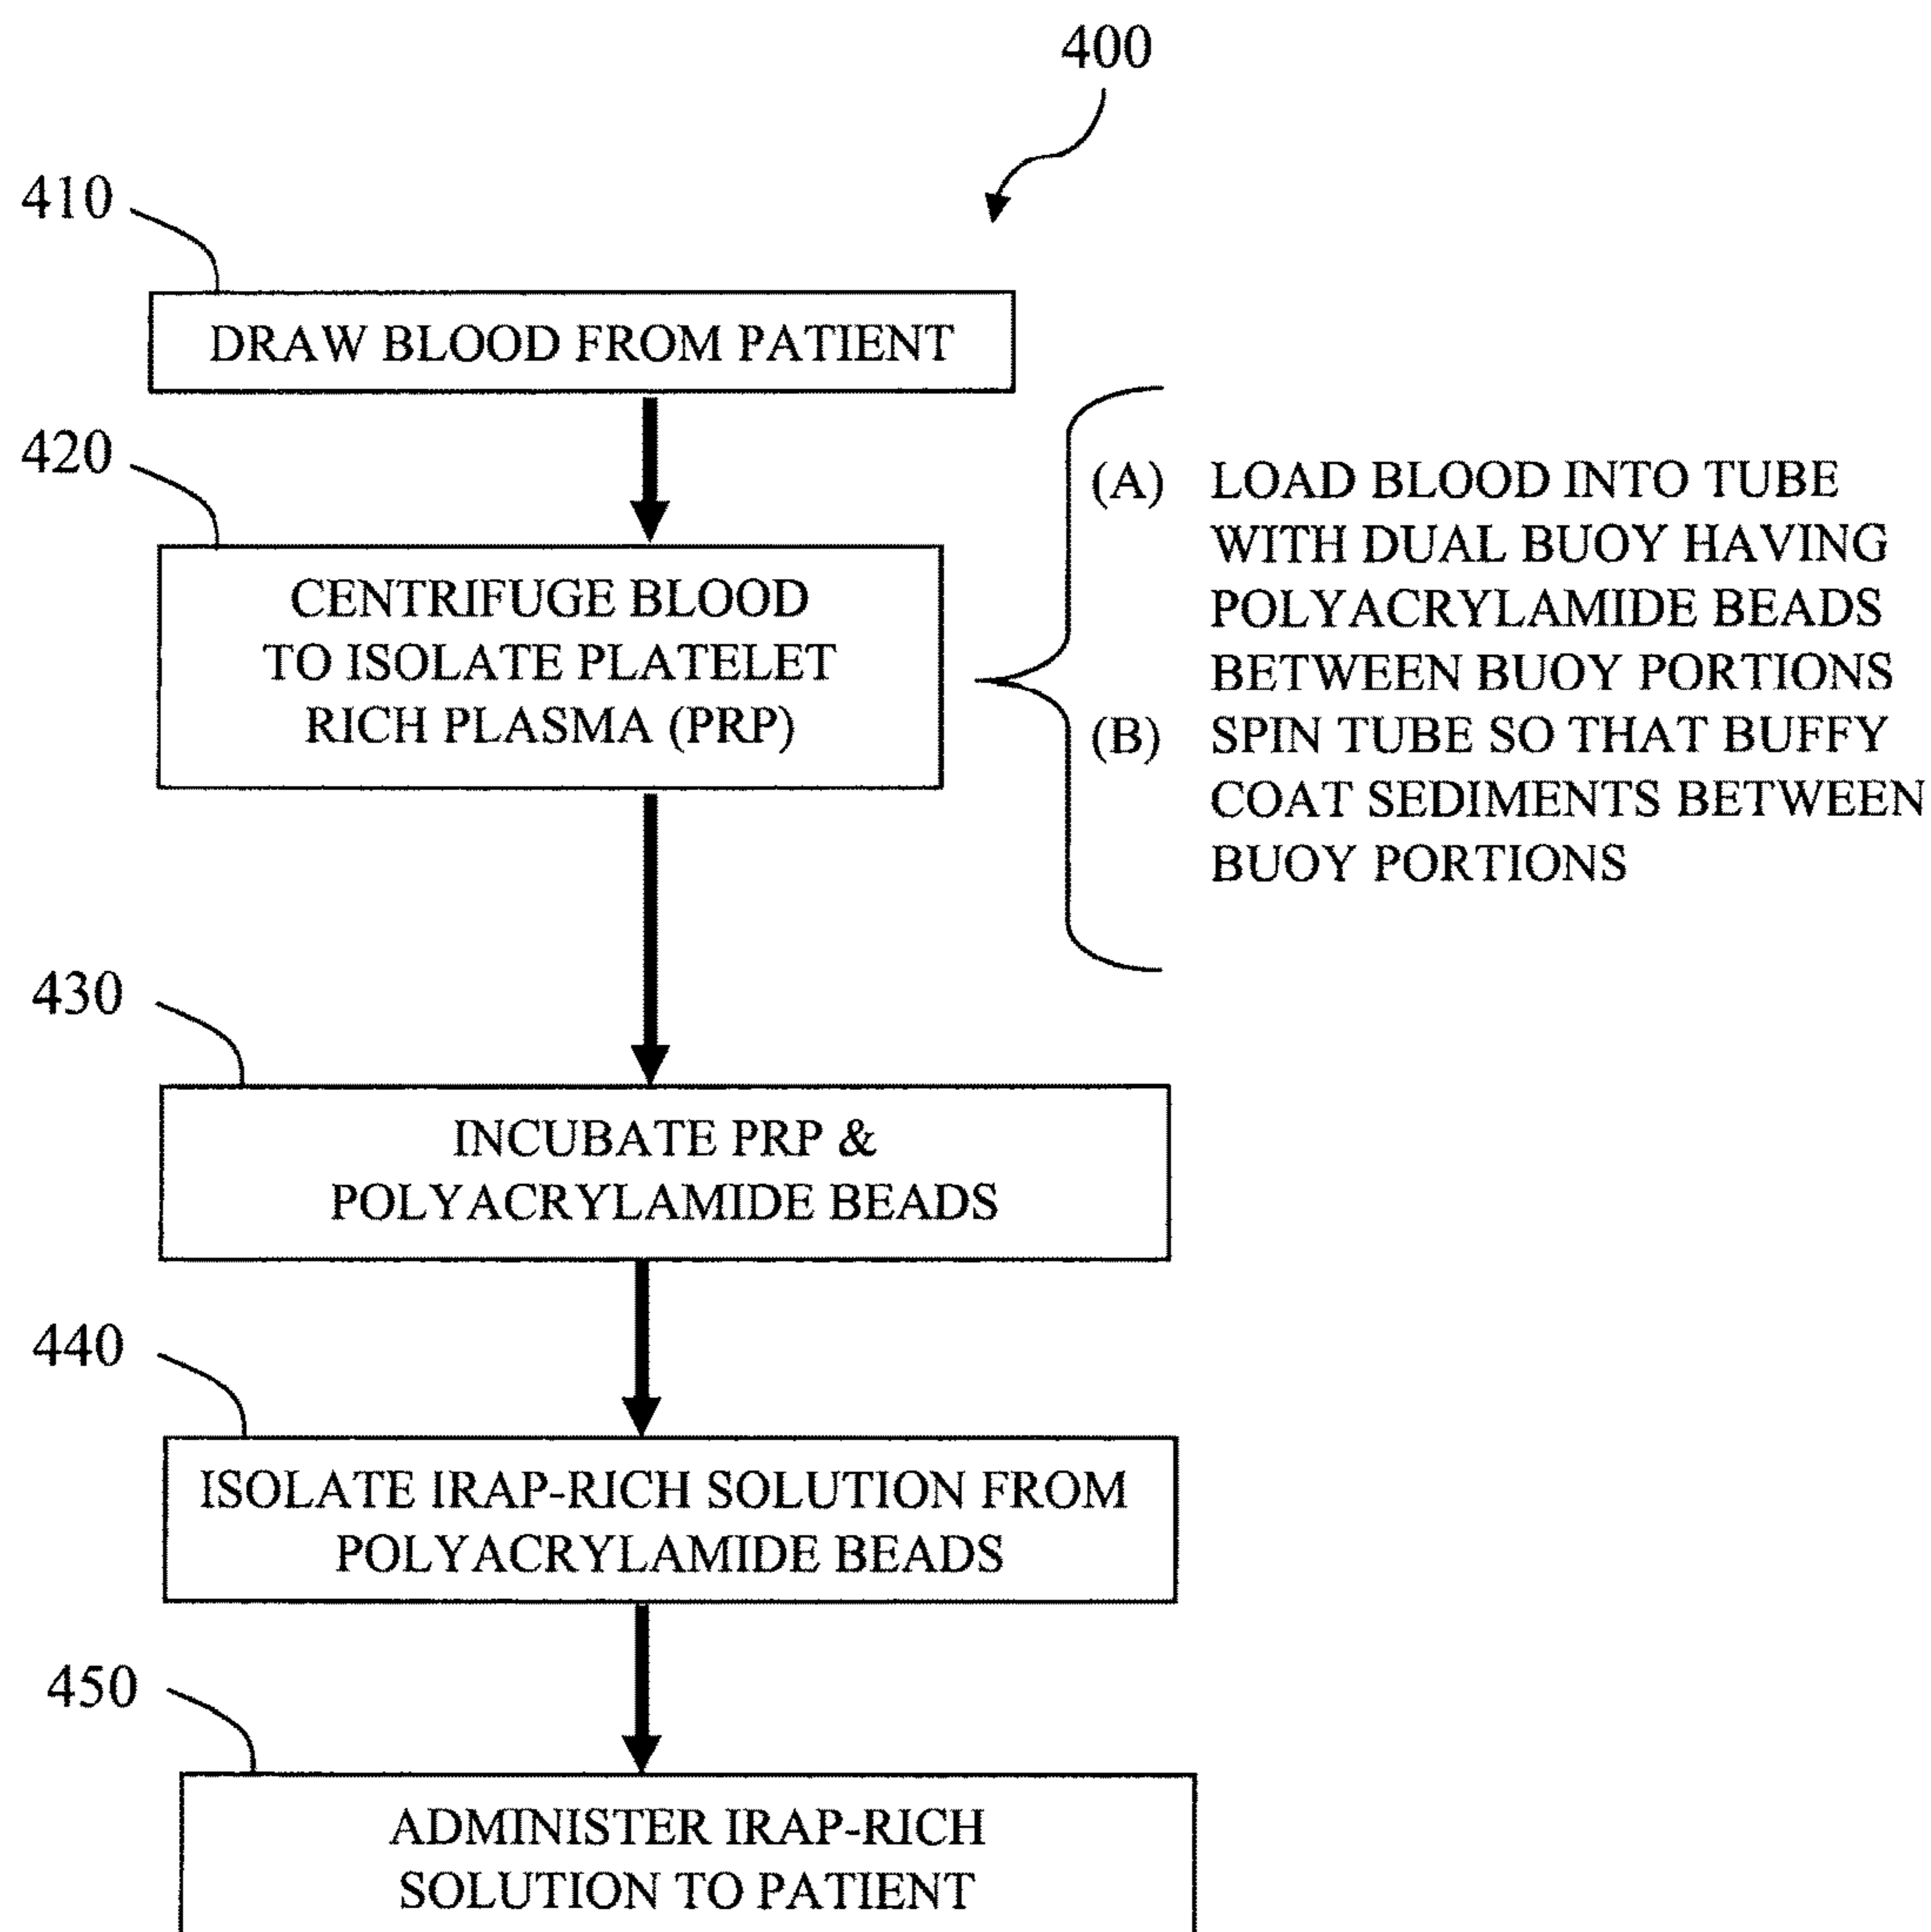 400
410
DRAW BLOOD FROM PATIENT
420
CENTRIFUGE BLOOD
TO ISOLATE PLATELET
RICH PLASMA (PRP)
(A) LOAD BLOOD INTO TUBE
WITH DUAL BUOY HAVING
POLYACRYLAMIDE BEADS
BETWEEN BUOY PORTIONS
(B) SPIN TUBE SO THAT BUFFY
COAT SEDIMENTS BETWEEN
BUOY PORTIONS
430
INCUBATE PRP &
POLYACRYLAMIDE BEADS
440
ISOLATE IRAP-RICH SOLUTION FROM
POLYACRYLAMIDE BEADS
450
ADMINISTER IRAP-RICH
SOLUTION TO PATIENT